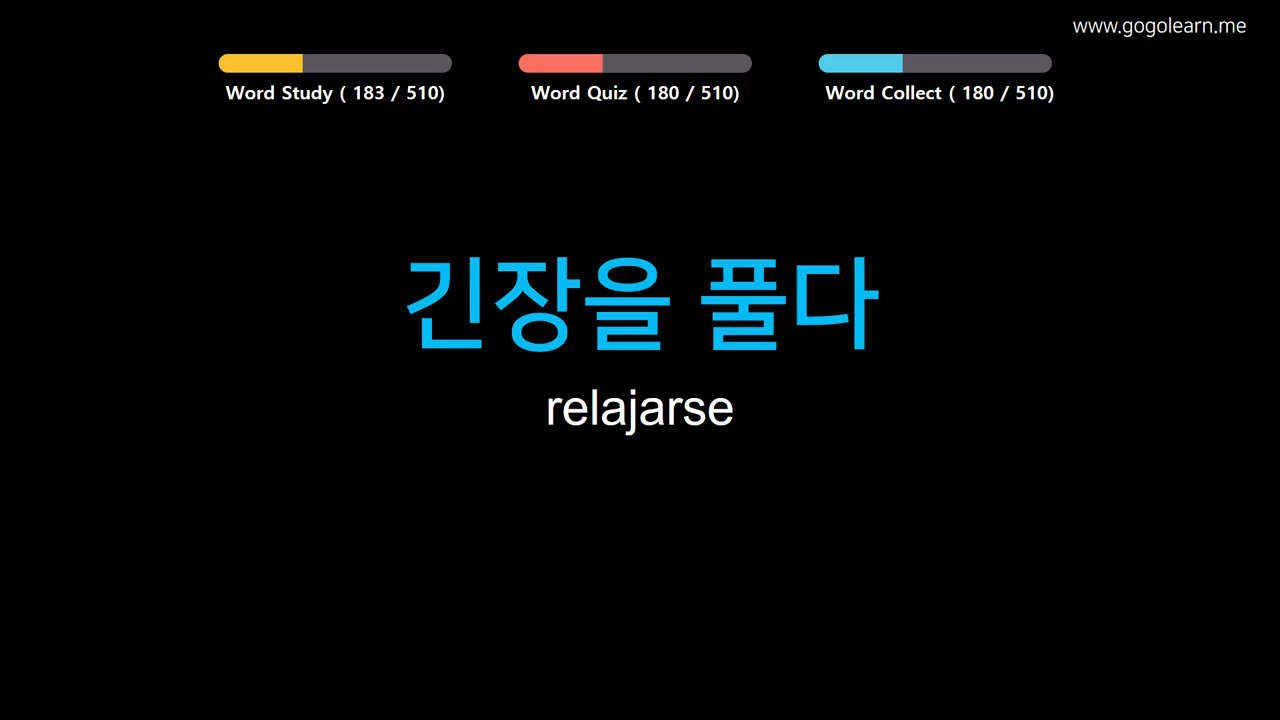 www.gogolearn.me
Word Study ( 183 / 510)
Word Quiz ( 180 / 510)
Word Collect ( 180 / 510)
긴장을 풀다
relajarse